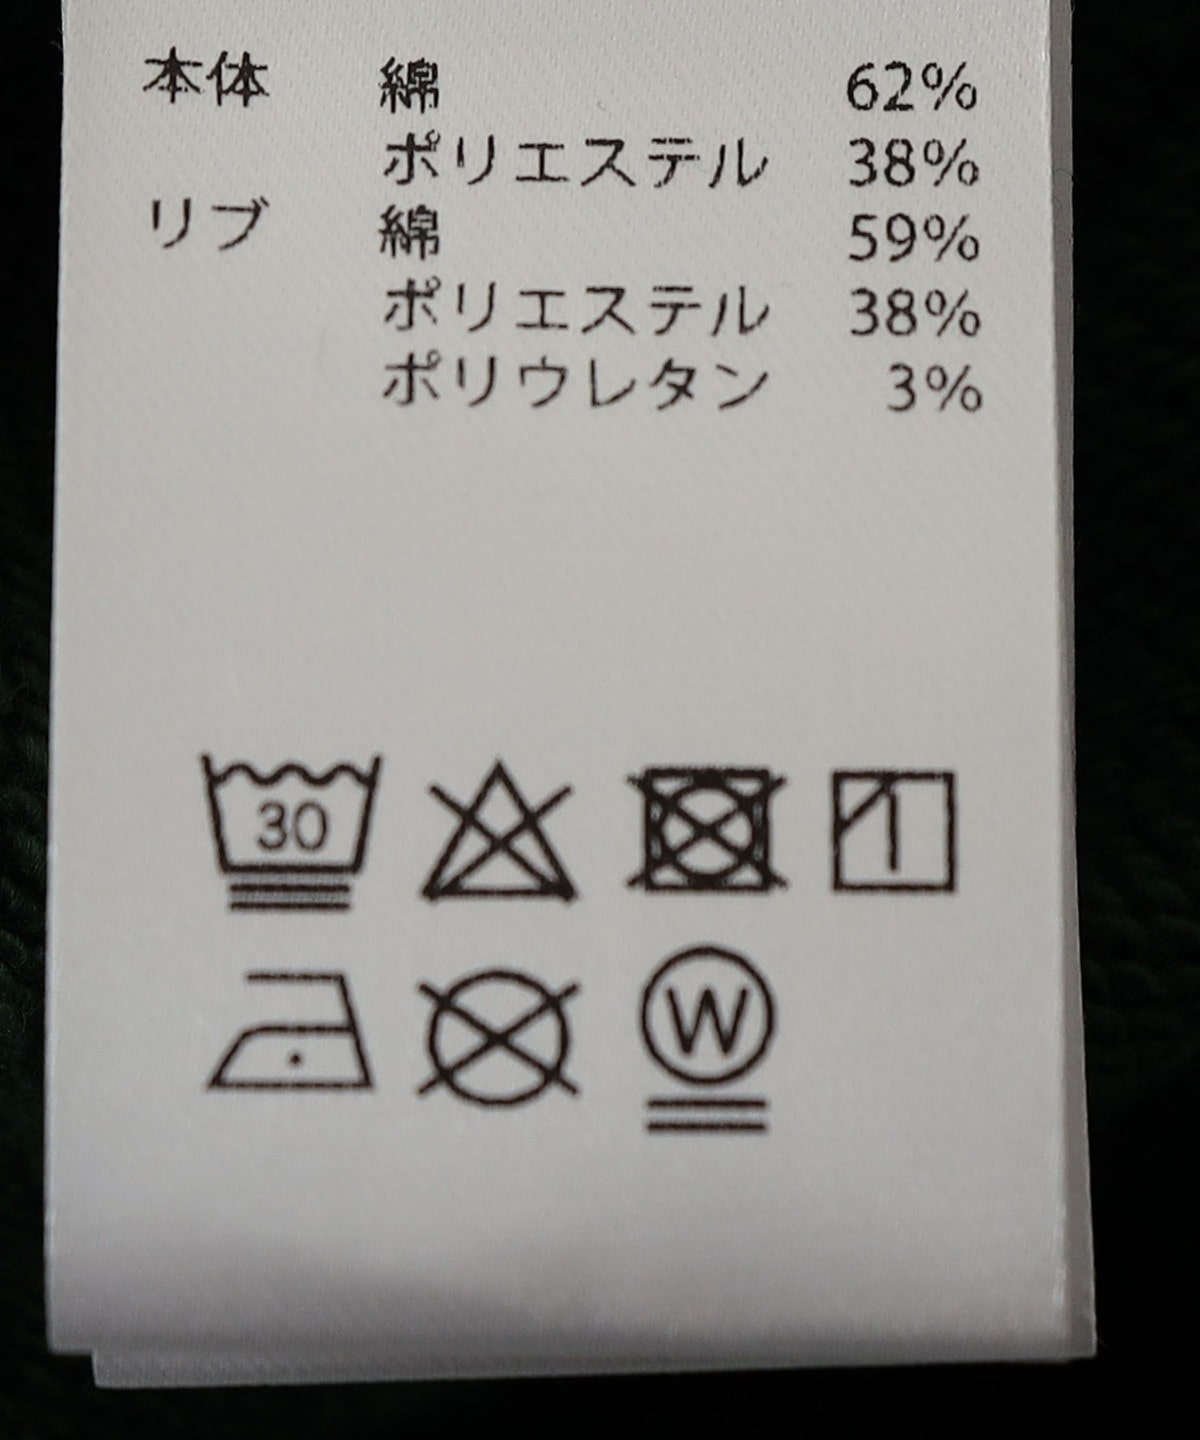 本体 綿 62%
ポリエステル 38%
リブ 綿 59%
ポリエステル 38%
ポリウレタン 3%
30
W